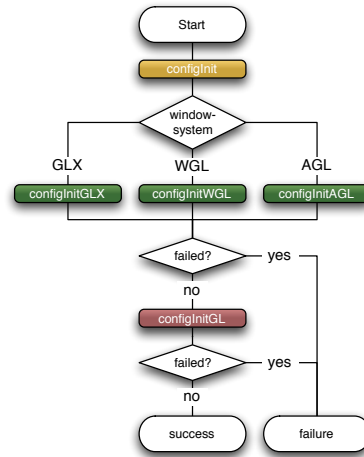 Start
configInit
window-
system
GLX
WGL
AGL
configInitGLX
configInitWGL
configInitAGL
failed?
yes
no
configInitGL
failed?
yes
no
success
failure